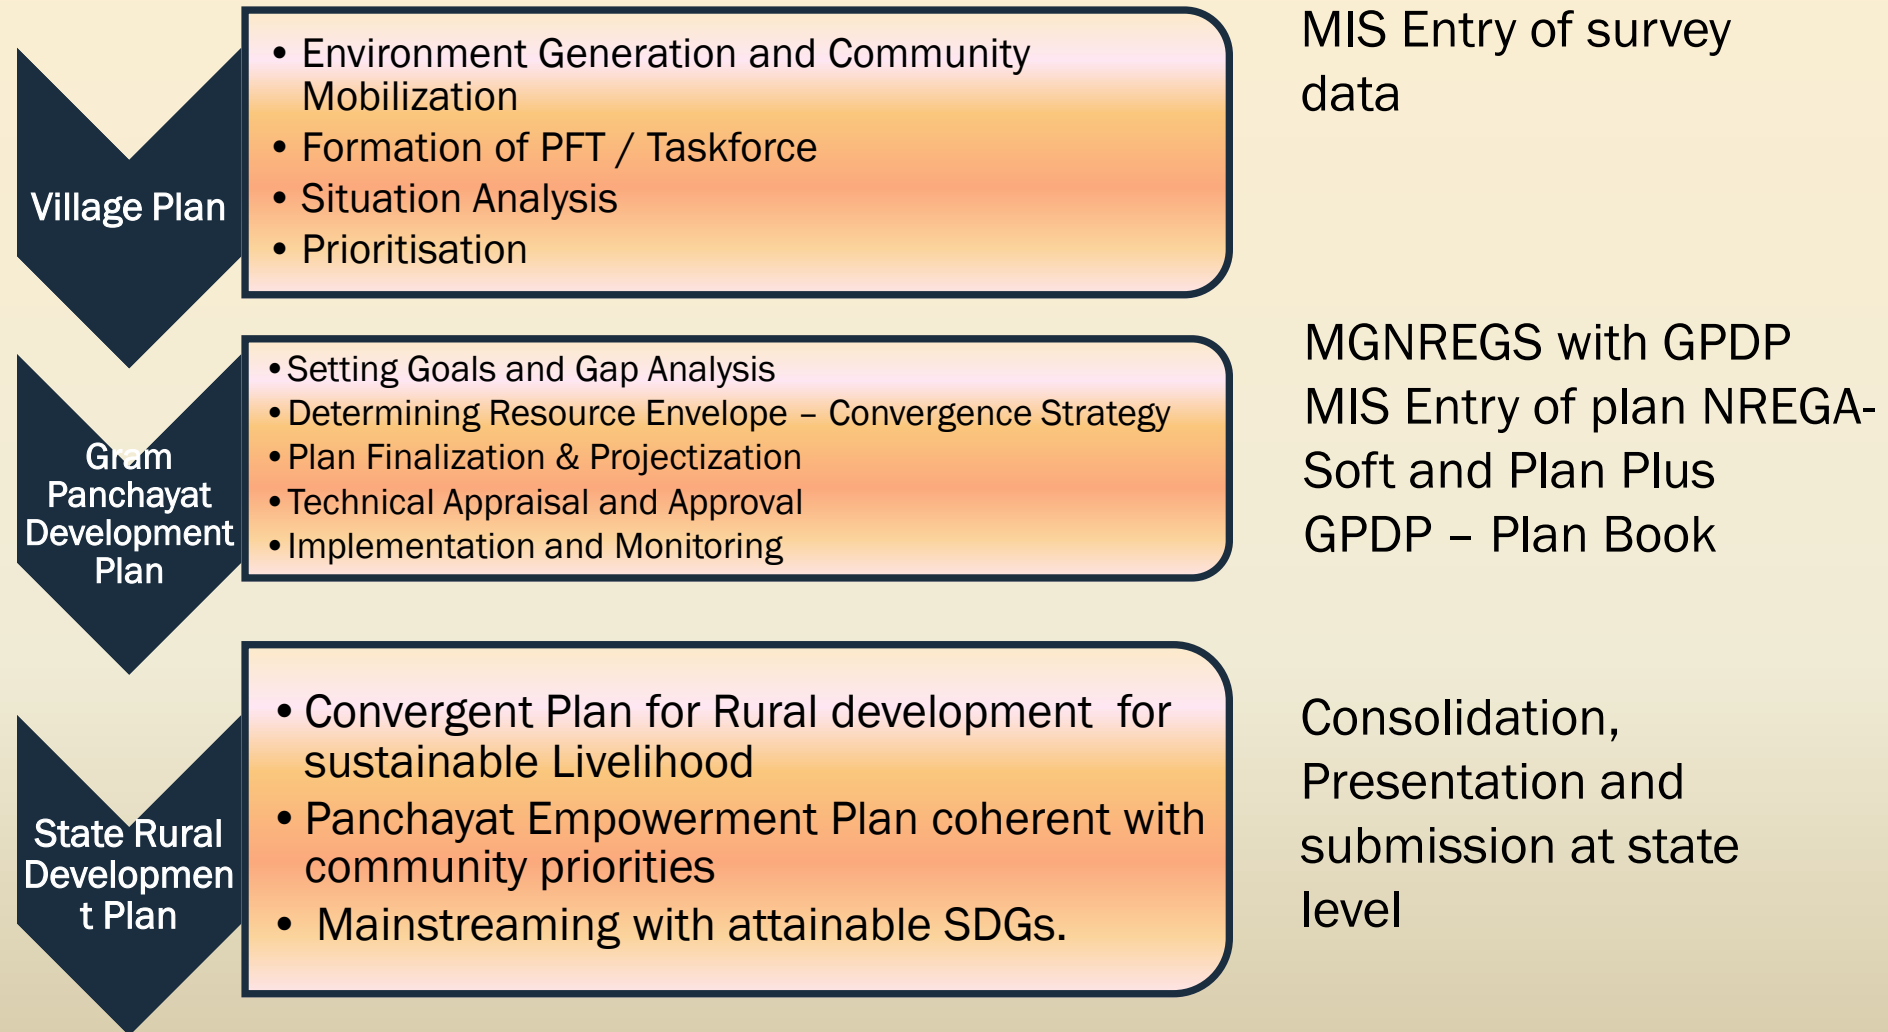 Village Plan
• Environment Generation and Community
Mobilization
• Formation of PFT / Taskforce
• Situation Analysis
• Prioritisation
MIS Entry of survey
data
Gram
Panchayat
Development
Plan
• Setting Goals and Gap Analysis
• Determining Resource Envelope – Convergence Strategy
• Plan Finalization & Projectization
• Technical Appraisal and Approval
• Implementation and Monitoring
MGNREGS with GPDP
MIS Entry of plan NREGA-
Soft and Plan Plus
GPDP – Plan Book
State Rural
Developmen
t Plan
• Convergent Plan for Rural development  for
sustainable Livelihood
• Panchayat Empowerment Plan coherent with
community priorities
•  Mainstreaming with attainable SDGs.
Consolidation,
Presentation and
submission at state
level